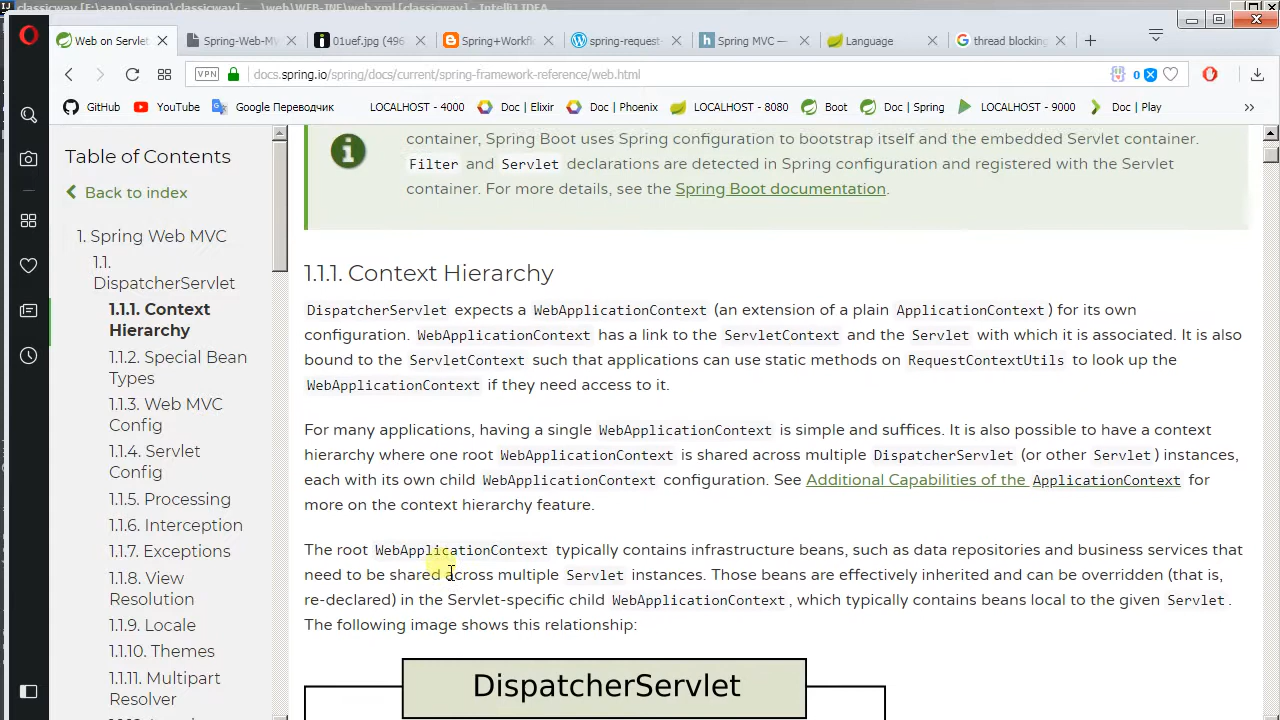 classicway [F:\aapp\spring\classicway] - ...\web\WEB-INF\web.xml [classicway] - IntelliJ IDEA
Web on Servlet
Spring-Web-MV
01uef.jpg (496
Spring+Workfl
spring-request-
Spring MVC —
Language
thread blocking
VPN
docs.spring.io/spring/docs/current/spring-framework-reference/web.html
0
GitHub
YouTube
Google Переводчик
LOCALHOST - 4000
Doc | Elixir
Doc | Phoenix
LOCALHOST - 8080
Boot
Doc | Spring
LOCALHOST - 9000
Doc | Play
Table of Contents
Back to index
1. Spring Web MVC
1.1.
DispatcherServlet
1.1.1. Context
Hierarchy
1.1.2. Special Bean
Types
1.1.3. Web MVC
Config
1.1.4. Servlet
Config
1.1.5. Processing
1.1.6. Interception
1.1.7. Exceptions
1.1.8. View
Resolution
1.1.9. Locale
1.1.10. Themes
1.1.11. Multipart
Resolver
container, Spring Boot uses Spring configuration to bootstrap itself and the embedded Servlet container.
Filter and Servlet declarations are detected in Spring configuration and registered with the Servlet
container. For more details, see the Spring Boot documentation.
1.1.1. Context Hierarchy
DispatcherServlet expects a WebApplicationContext (an extension of a plain ApplicationContext) for its own
configuration. WebApplicationContext has a link to the ServletContext and the Servlet with which it is associated. It is also
bound to the ServletContext such that applications can use static methods on RequestContextUtils to look up the
WebApplicationContext if they need access to it.
For many applications, having a single WebApplicationContext is simple and suffices. It is also possible to have a context
hierarchy where one root WebApplicationContext is shared across multiple DispatcherServlet (or other Servlet) instances,
each with its own child WebApplicationContext configuration. See Additional Capabilities of the ApplicationContext for
more on the context hierarchy feature.
The root WebApplicationContext typically contains infrastructure beans, such as data repositories and business services that
need to be shared across multiple Servlet instances. Those beans are effectively inherited and can be overridden (that is,
re-declared) in the Servlet-specific child WebApplicationContext, which typically contains beans local to the given Servlet.
The following image shows this relationship:
DispatcherServlet